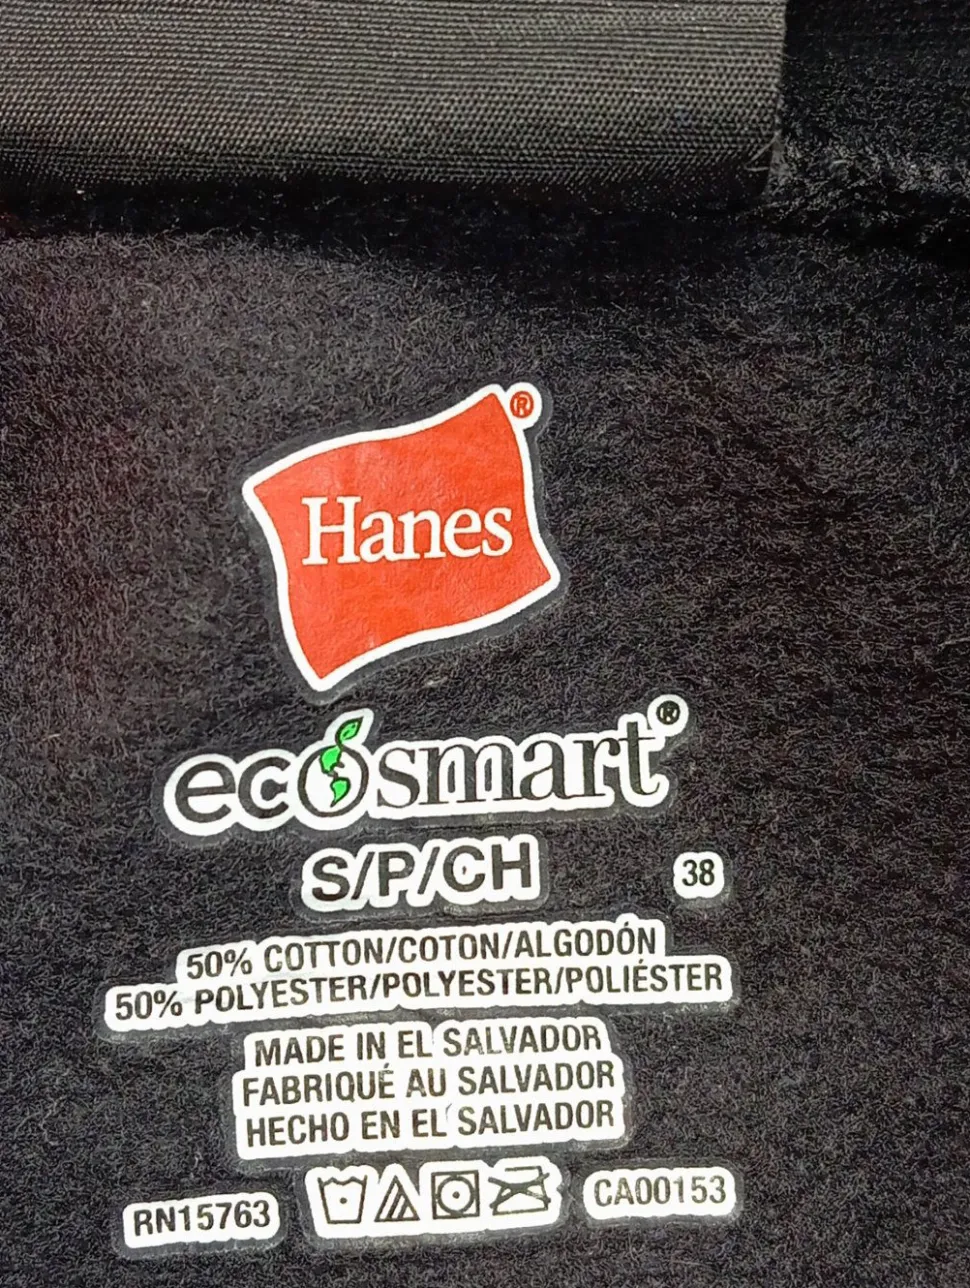 Hanes®
ecosmart®
S/P/CH
38
50% COTTON/COTON/ALGODÓN
50% POLYESTER/POLYESTER/POLIÉSTER
MADE IN EL SALVADOR
FABRIQUÉ AU SALVADOR
HECHO EN EL SALVADOR
RN15763
CA00153